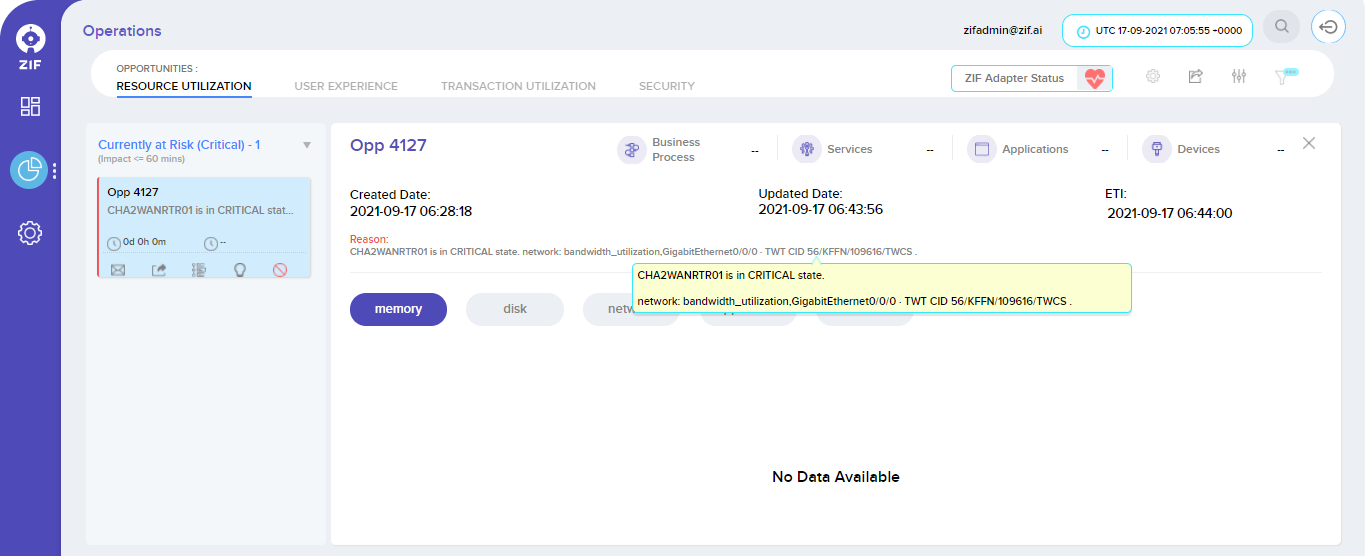 ZIF
Operations
zifadmin@zif.ai
UTC 17-09-2021 07:05:55 +0000
OPPORTUNITIES :
RESOURCE UTILIZATION
USER EXPERIENCE
TRANSACTION UTILIZATION
SECURITY
ZIF Adapter Status
Currently at Risk (Critical) - 1
(Impact <= 60 mins)
Opp 4127
CHA2WANRTR01 is in CRITICAL stat...
0d 0h 0m
--
Opp 4127
Business
Process
--
Services
--
Applications
--
Devices
--
Created Date:
2021-09-17 06:28:18
Updated Date:
2021-09-17 06:43:56
ETI:
2021-09-17 06:44:00
Reason:
CHA2WANRTR01 is in CRITICAL state. network: bandwidth_utilization,GigabitEthernet0/0/0 - TWT CID 56/KFFN/109616/TWCS .
CHA2WANRTR01 is in CRITICAL state.
network: bandwidth_utilization,GigabitEthernet0/0/0 - TWT CID 56/KFFN/109616/TWCS .
memory
disk
No Data Available